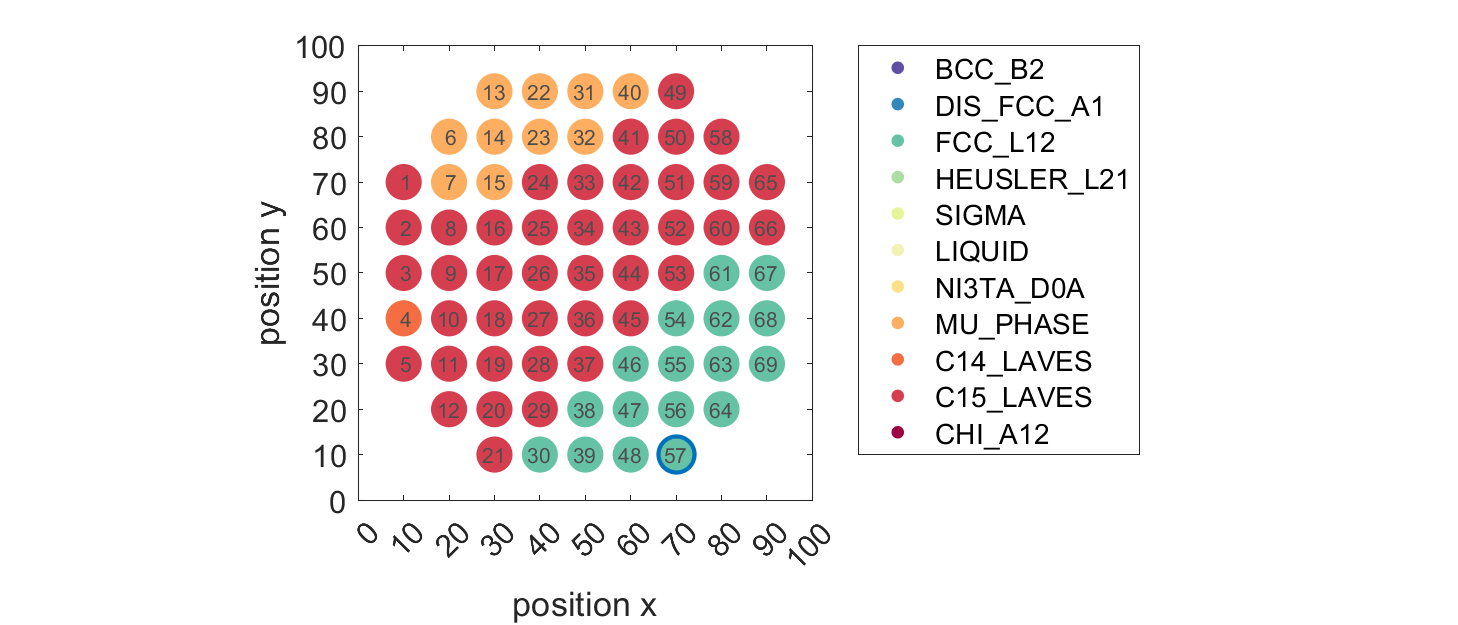 100
90 13 22 31 40 49
80 6 14 23 32 41 50 58
70 1 7 15 24 33 42 51 59 65
60 2 8 16 25 34 43 52 60 66
50 3 9 17 26 35 44 53 61 67
40 4 10 18 27 36 45 54 62 68
30 5 11 19 28 37 46 55 63 69
20 12 20 29 38 47 56 64
10 21 30 39 48 57
0
0 10 20 30 40 50 60 70 80 90 100
position x
position y
BCC_B2
DIS_FCC_A1
FCC_L12
HEUSLER_L21
SIGMA
LIQUID
NI3TA_D0A
MU_PHASE
C14_LAVES
C15_LAVES
CHI_A12